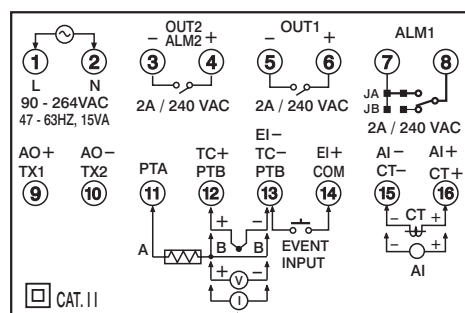 OUT2
ALM2
OUT1
ALM1
− +
− +
1 2 3 4 5 6 7 8
L N
90 - 264VAC
47 - 63HZ, 15VA
2A / 240 VAC
2A / 240 VAC
JA
JB
2A / 240 VAC
AO+ AO−
TX1 TX2
PTA
TC+
PTB
EI−
TC−
PTB
EI+
COM
AI−
CT−
AI+
CT+
9 10 11 12 13 14 15 16
+ −
− CT +
A B B
EVENT
INPUT
− +
AI
+ V −
I
CAT. II